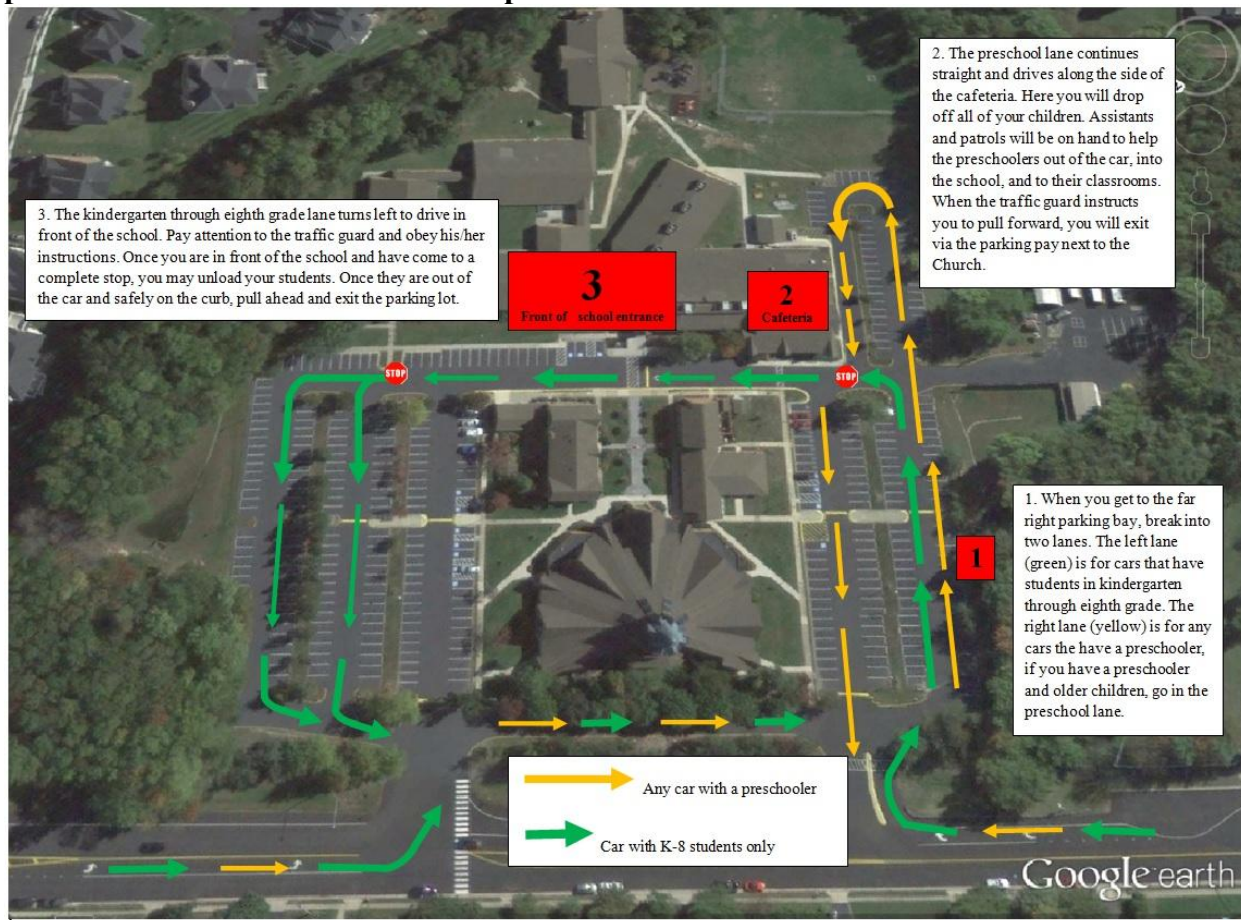 2. The preschool lane continues
straight and drives along the side of
the cafeteria. Here you will drop
off all of your children. Assistants
and patrols will be on hand to help
the preschoolers out of the car, into
the school, and to their classrooms.
When the traffic guard instructs
you to pull forward, you will exit
via the parking pay next to the
Church.
3. The kindergarten through eighth grade lane turns left to drive in
front of the school. Pay attention to the traffic guard and obey his/her
instructions. Once you are in front of the school and have come to a
complete stop, you may unload your students. Once they are out of
the car and safely on the curb, pull ahead and exit the parking lot.
3
Front of school entrance
2
Cafeteria
STOP
STOP
1
1. When you get to the far
right parking bay, break into
two lanes. The left lane
(green) is for cars that have
students in kindergarten
through eighth grade. The
right lane (yellow) is for any
cars the have a preschooler,
if you have a preschooler
and older children, go in the
preschool lane.
Any car with a preschooler
Car with K-8 students only
Google earth